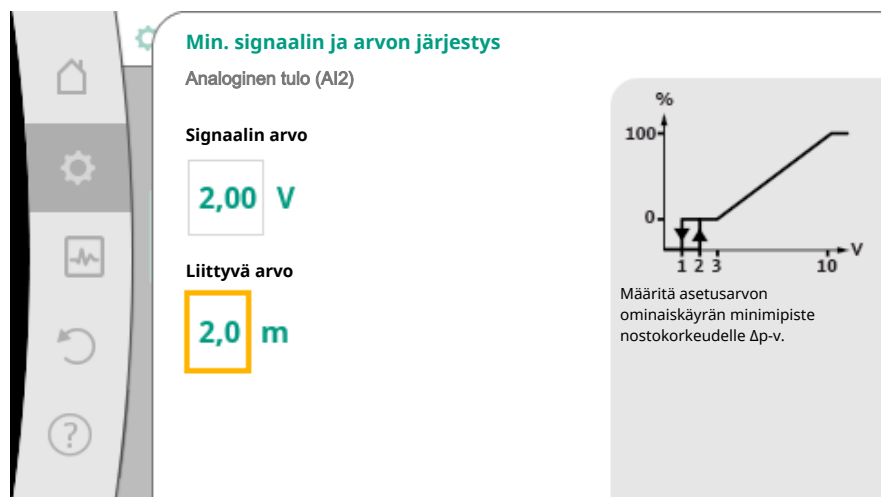 Min. signaalin ja arvon järjestys
Analoginen tulo (AI2)
Signaalin arvo
2,00 V
Liittyvä arvo
2,0 m
%
100
0
1 2 3 10 V
Määritä asetusarvon
ominaiskäyrän minimipiste
nostokorkeudelle Δp-v.
?